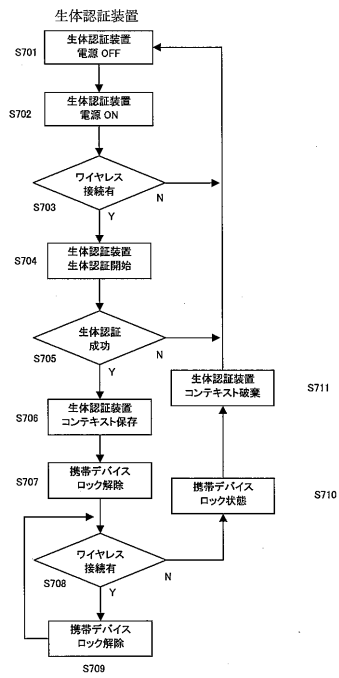 生体認証装置
S701
生体認証装置
電源 OFF
S702
生体認証装置
電源 ON
ワイヤレス
接続有
N
S703
Y
S704
生体認証装置
生体認証開始
生体認証
成功
N
S705
Y
S706
生体認証装置
コンテキスト保存
生体認証装置
コンテキスト破棄
S711
S707
携帯デバイス
ロック解除
携帯デバイス
ロック状態
S710
ワイヤレス
接続有
N
S708
Y
携帯デバイス
ロック解除
S709